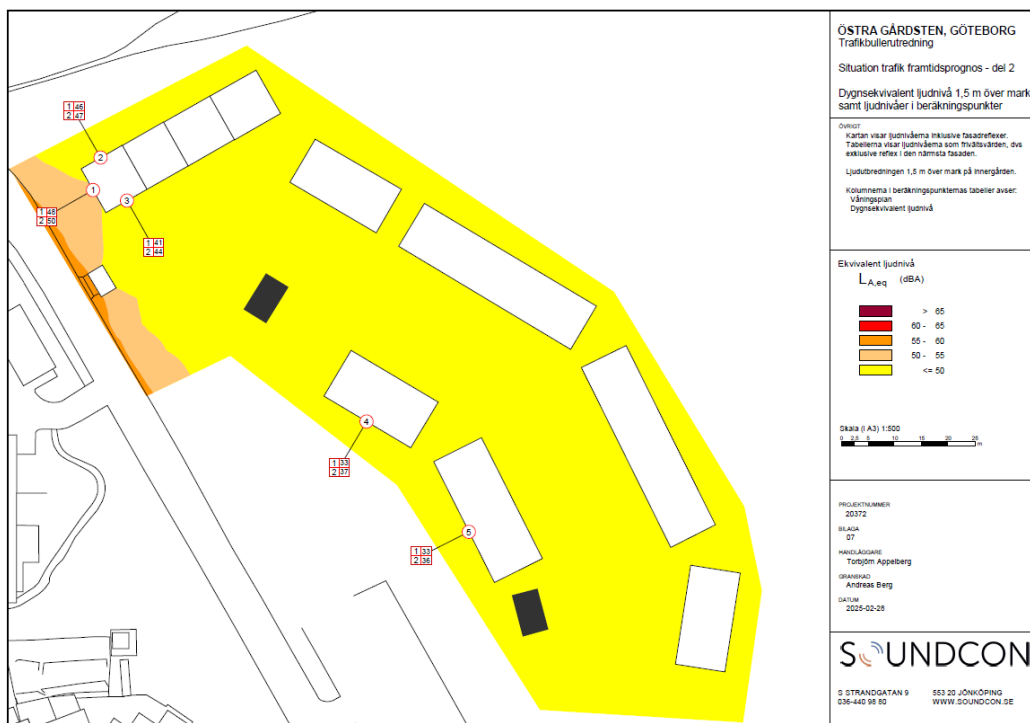 ÖSTRA GÅRDSTEN, GÖTEBORG
Trafikbullerutredning
Situation trafik framtidsprognos - del 2
Dygnsekvivalent ljudnivå 1,5 m över mark
samt ljudnivåer i beräkningspunkter
ÖVRIGT
Kartan visar ljudnivåerna inklusive fasadreflexer.
Tabellerna visar ljudnivåerna som frifältsvärden, dvs
exklusive reflex i den närmsta fasaden.
Ljudutbredningen 1,5 m över mark på innergården.
Kolumnerna i beräkningspunkternas tabeller avser:
Våningsplan
Dygnsekvivalent ljudnivå
Ekvivalent ljudnivå
LA,eq (dBA)
> 65
60 - 65
55 - 60
50 - 55
<= 50
Skala (i A3) 1:500
0 2,5 5 10 15 20 25
m
PROJEKTNUMMER
20372
BILAGA
07
HANDLÄGGARE
Torbjörn Appelberg
GRANSKAD
Andreas Berg
DATUM
2025-02-28
SOUNDCON
S STRANDGATAN 9 553 20 JÖNKÖPING
036-440 98 80 WWW.SOUNDCON.SE
1 46
2 47
2
1
3
1 48
2 50
1 41
2 44
4
1 33
2 37
5
1 33
2 36